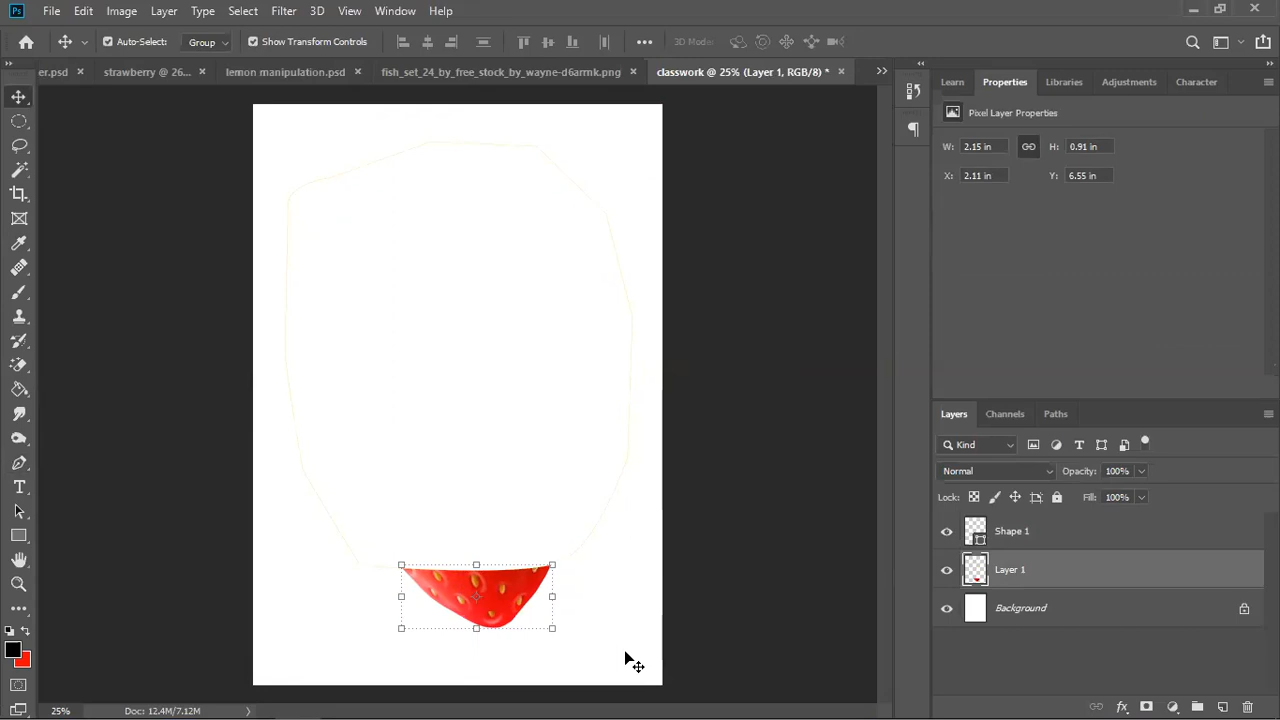 Ps File Edit Image Layer Type Select Filter 3D View Window Help
Auto-Select: Group Show Transform Controls 3D Mode
er.psd strawberry @ 26... lemon manipulation.psd fish_set_24_by_free_stock_by_wayne-d6armk.png classwork @ 25% (Layer 1, RGB/8) *
Learn Properties Libraries Adjustments Character
Pixel Layer Properties
W: 2.15 in H: 0.91 in
X: 2.11 in Y: 6.55 in
Layers Channels Paths
Kind
Normal Opacity: 100%
Lock: Fill: 100%
Shape 1
Layer 1
Background
25% Doc: 12.4M/7.12M